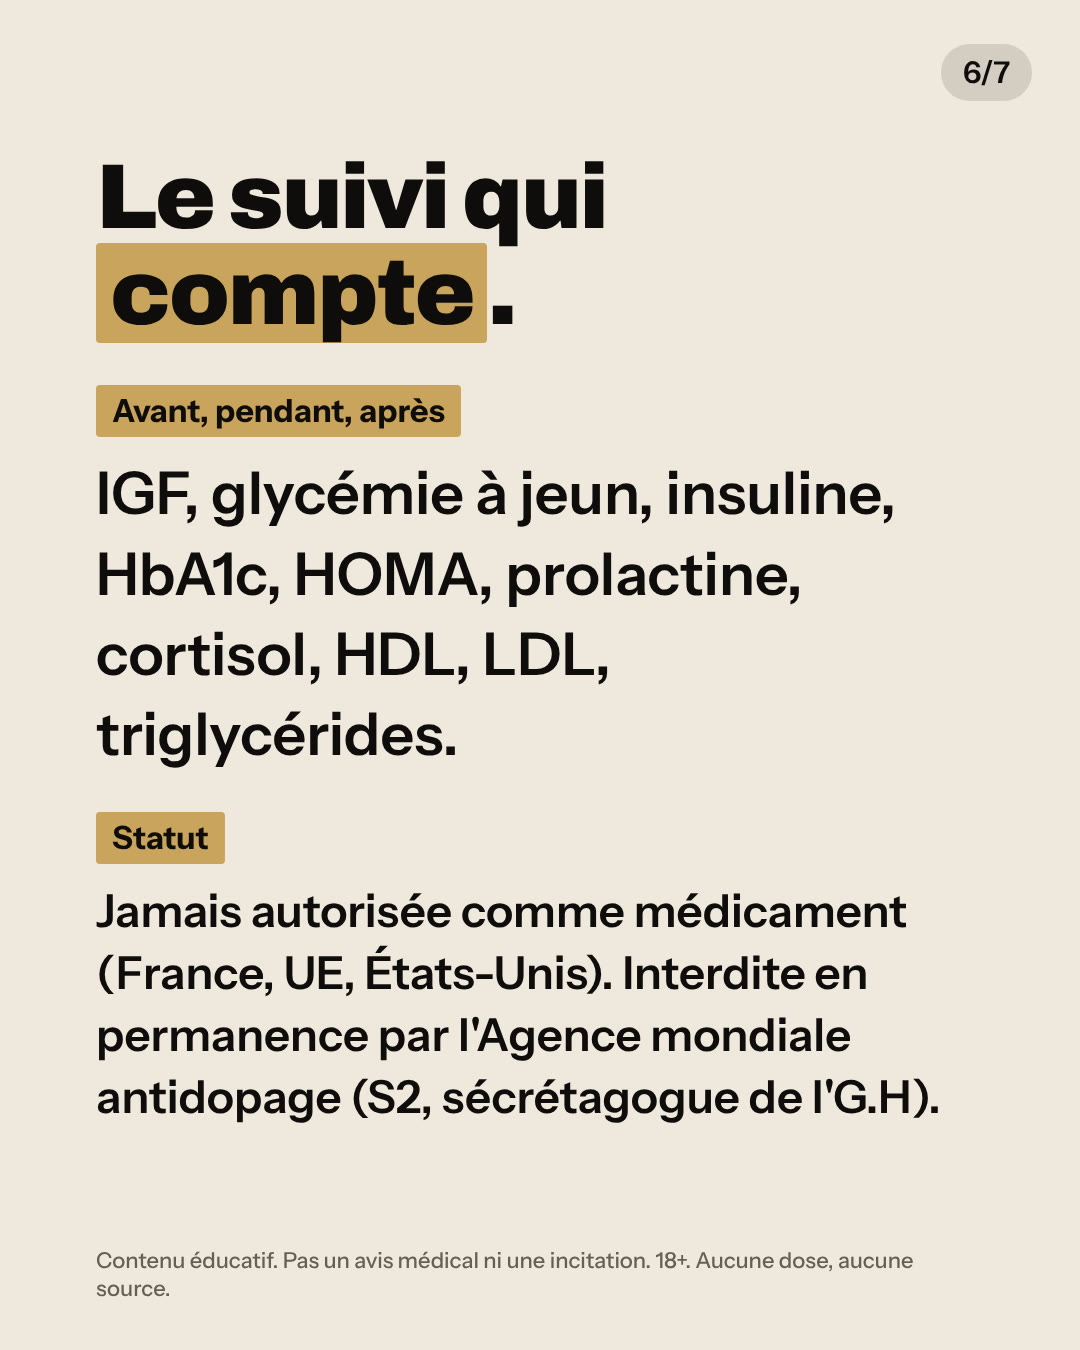 6/7
Le suivi qui
compte.
Avant, pendant, après
IGF, glycémie à jeun, insuline,
HbA1c, HOMA, prolactine,
cortisol, HDL, LDL,
triglycérides.
Statut
Jamais autorisée comme médicament
(France, UE, États-Unis). Interdite en
permanence par l'Agence mondiale
antidopage (S2, sécrétagogue de l'G.H).
Contenu éducatif. Pas un avis médical ni une incitation. 18+. Aucune dose, aucune
source.